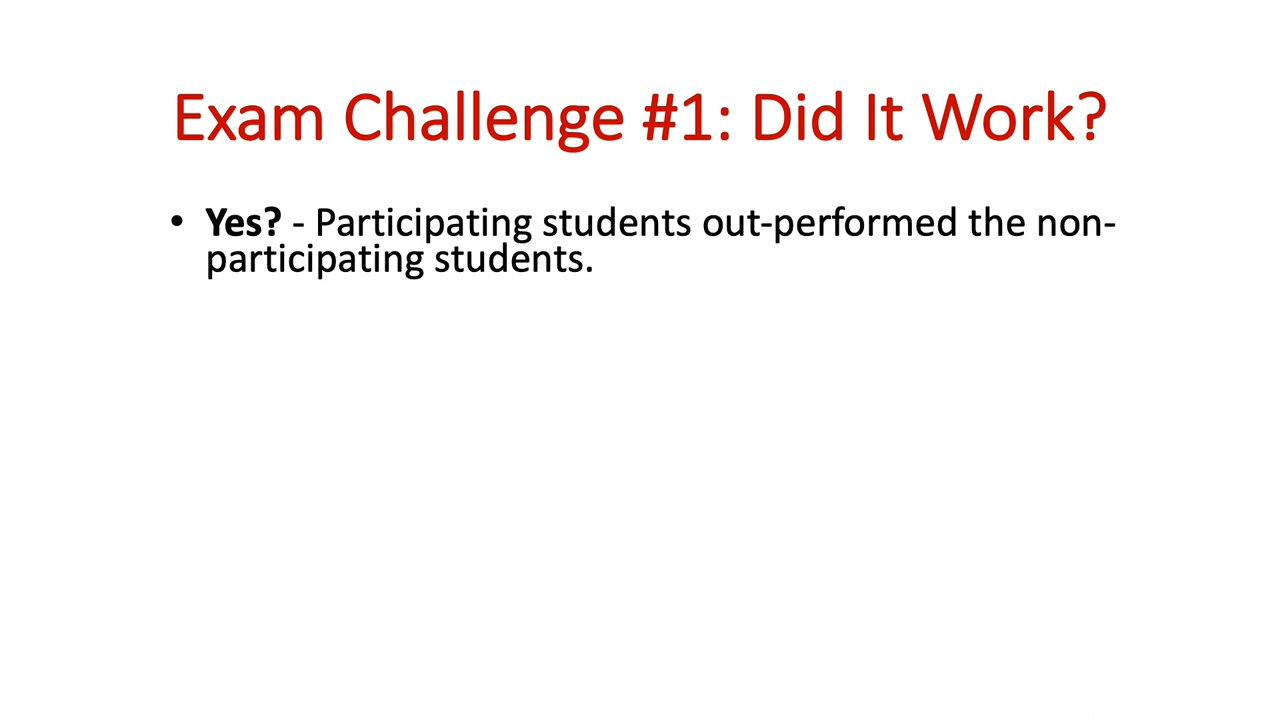 Exam Challenge #1: Did It Work?
• Yes? - Participating students out-performed the non-
participating students.